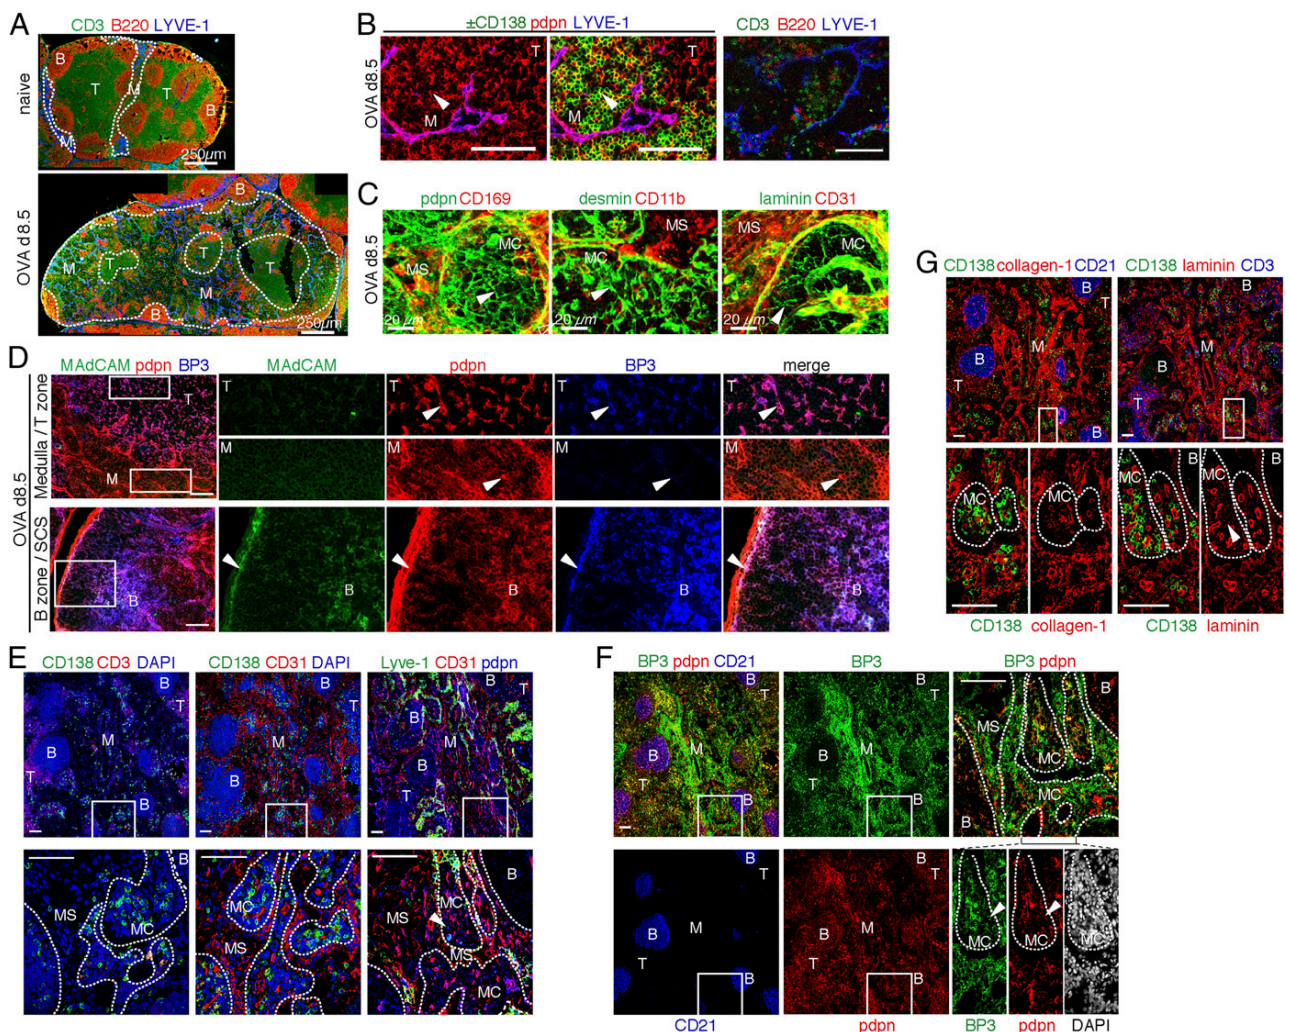 A
CD3 B220 LYVE-1
naive
B
T
M
T
B
M
250µm
OVA d8.5
B
M
T
T
T
M
B
250µm
B
±CD138 pdpn LYVE-1
CD3 B220 LYVE-1
OVA d8.5
T
M
T
M
C
pdpn CD169
desmin CD11b
laminin CD31
OVA d8.5
MC
MS
20 µm
MS
MC
20 µm
MS
MC
20 µm
D
MAdCAM pdpn BP3
MAdCAM
pdpn
BP3
merge
OVA d8.5
Medulla / T zone
T
M
T
T
T
T
M
M
M
M
B zone / SCS
B
B
B
B
B
E
CD138 CD3 DAPI
CD138 CD31 DAPI
Lyve-1 CD31 pdpn
B
T
M
B
T
B
B
T
M
B
B
B
T
B
M
B
T
B
MS
MC
MC
MS
B
MS
MC
MS
MC
F
BP3 pdpn CD21
BP3
BP3 pdpn
B
T
M
B
T
B
B
T
M
B
T
B
B
MS
MC
MC
B
B
T
M
B
T
B
CD21
B
T
B
M
T
B
pdpn
MC
BP3
MC
pdpn
MC
DAPI
G
CD138 collagen-1 CD21
CD138 laminin CD3
B
T
M
B
T
B
B
T
M
B
T
MC
MC
MC
B
MC
B
CD138 collagen-1
CD138 laminin